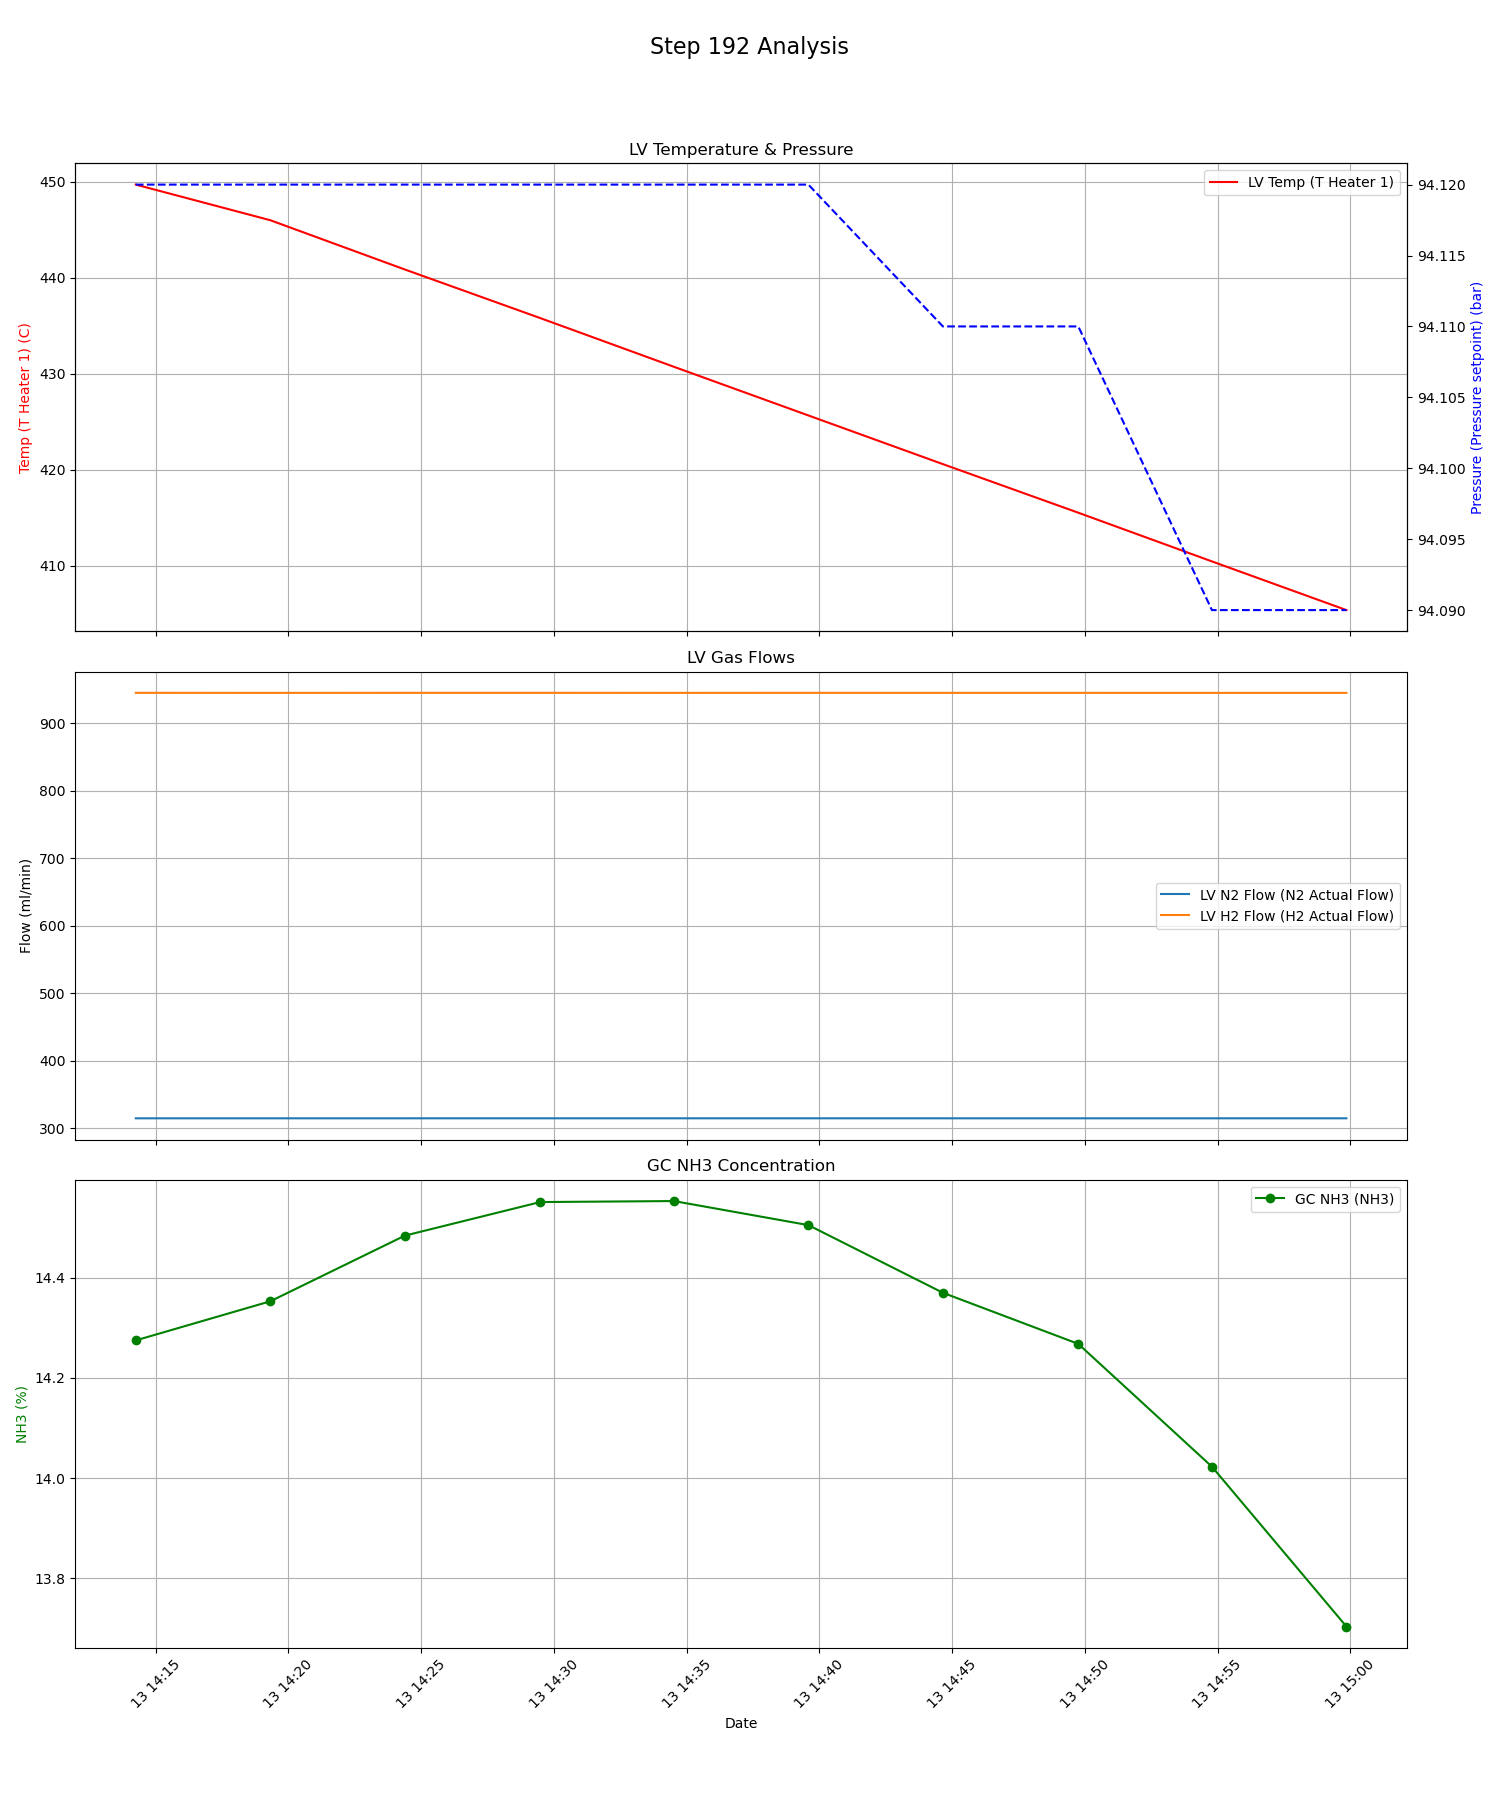 Step 192 Analysis
LV Temperature & Pressure
LV Temp (T Heater 1)
450
440
430
420
410
Temp (T Heater 1) (C)
94.120
94.115
94.110
94.105
94.100
94.095
94.090
Pressure (Pressure setpoint) (bar)
LV Gas Flows
LV N2 Flow (N2 Actual Flow)
LV H2 Flow (H2 Actual Flow)
900
800
700
600
500
400
300
Flow (ml/min)
GC NH3 Concentration
GC NH3 (NH3)
14.4
14.2
14.0
13.8
NH3 (%)
13 14:15
13 14:20
13 14:25
13 14:30
13 14:35
13 14:40
13 14:45
13 14:50
13 14:55
13 15:00
Date